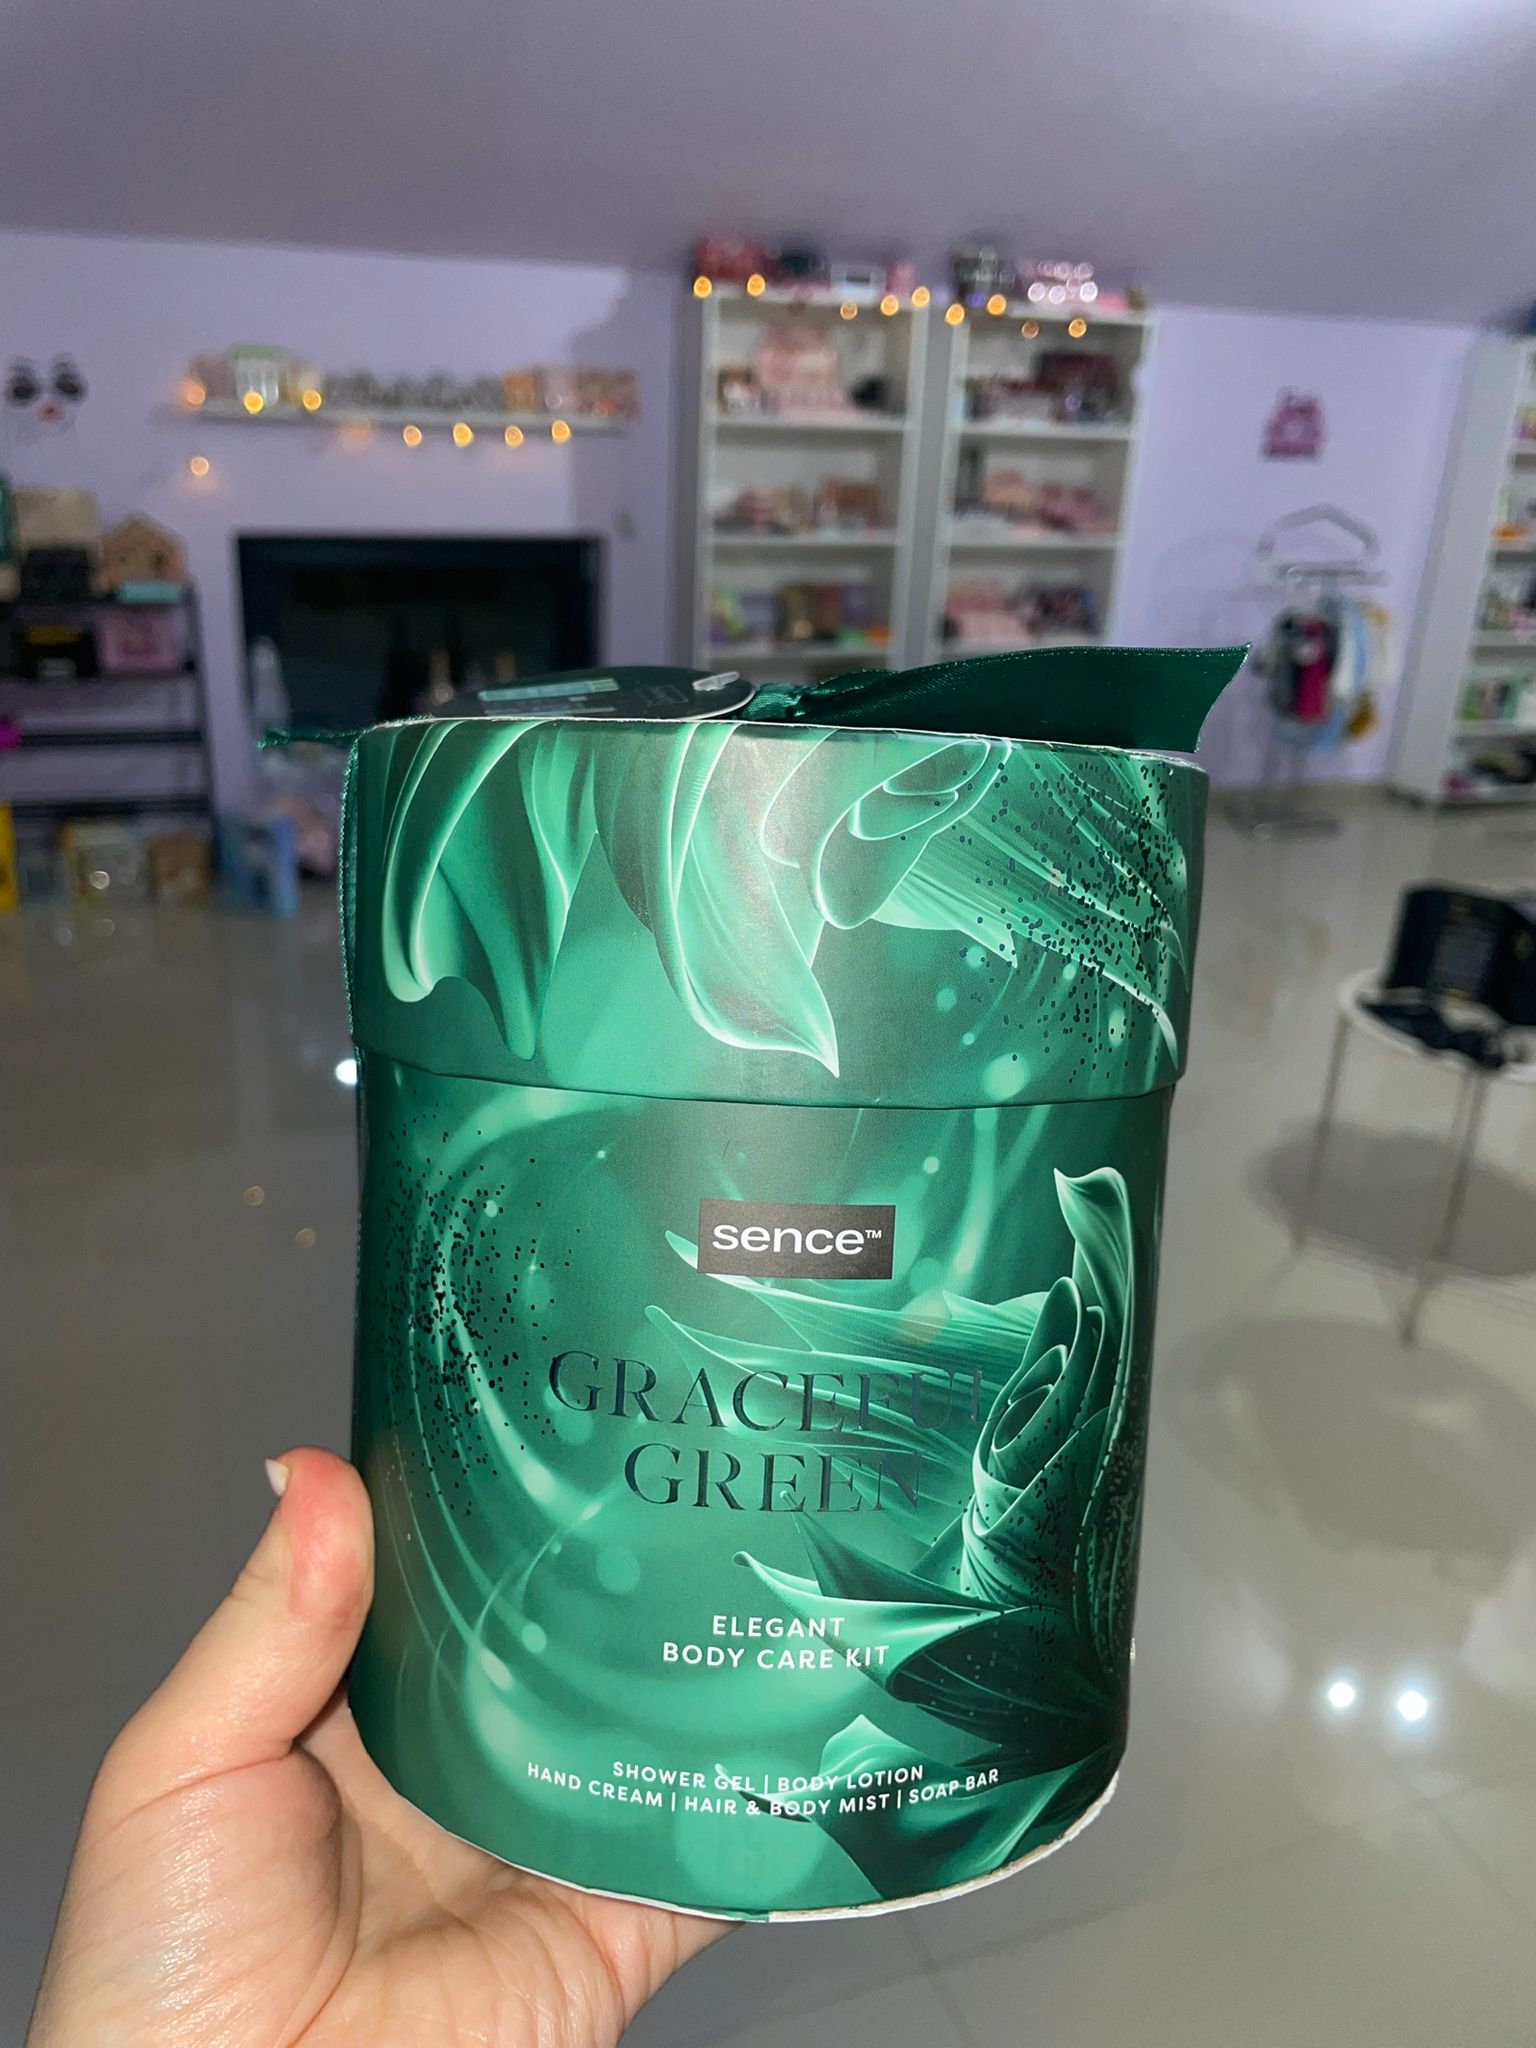 sence™
GRACEFUL
GREEN
ELEGANT
BODY CARE KIT
SHOWER GEL | BODY LOTION
HAND CREAM | HAIR & BODY MIST | SOAP BAR